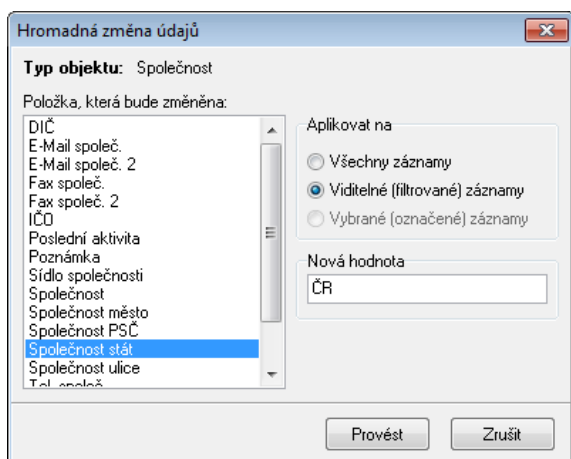 Hromadná změna údajů
Typ objektu: Společnost
Položka, která bude změněna:
DIČ
E-Mail společ.
E-Mail společ. 2
Fax společ.
Fax společ. 2
IČO
Poslední aktivita
Poznámka
Sídlo společnosti
Společnost
Společnost město
Společnost PSČ
Společnost stát
Společnost ulice
Tel. společ.
Aplikovat na
Všechny záznamy
Viditelné (filtrované) záznamy
Vybrané (označené) záznamy
Nová hodnota
ČR
Provést
Zrušit